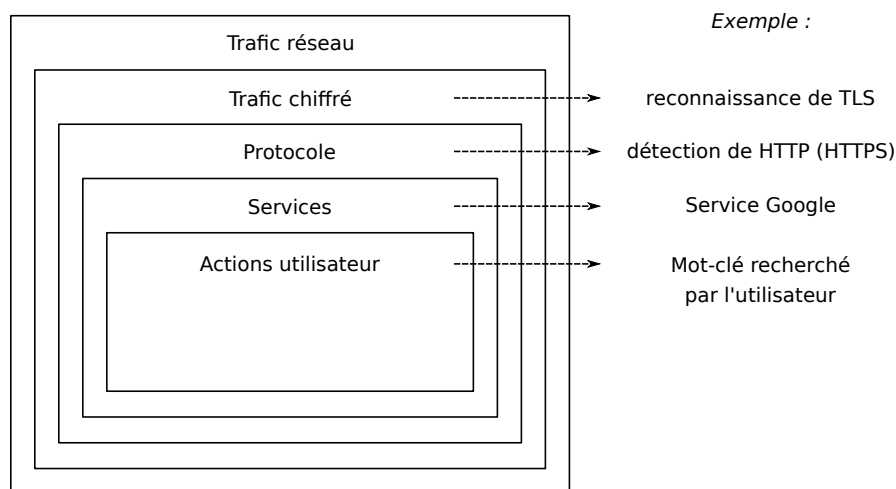 Trafic réseau
Exemple :
Trafic chiffré
reconnaissance de TLS
Protocole
détection de HTTP (HTTPS)
Services
Service Google
Actions utilisateur
Mot-clé recherché
par l'utilisateur